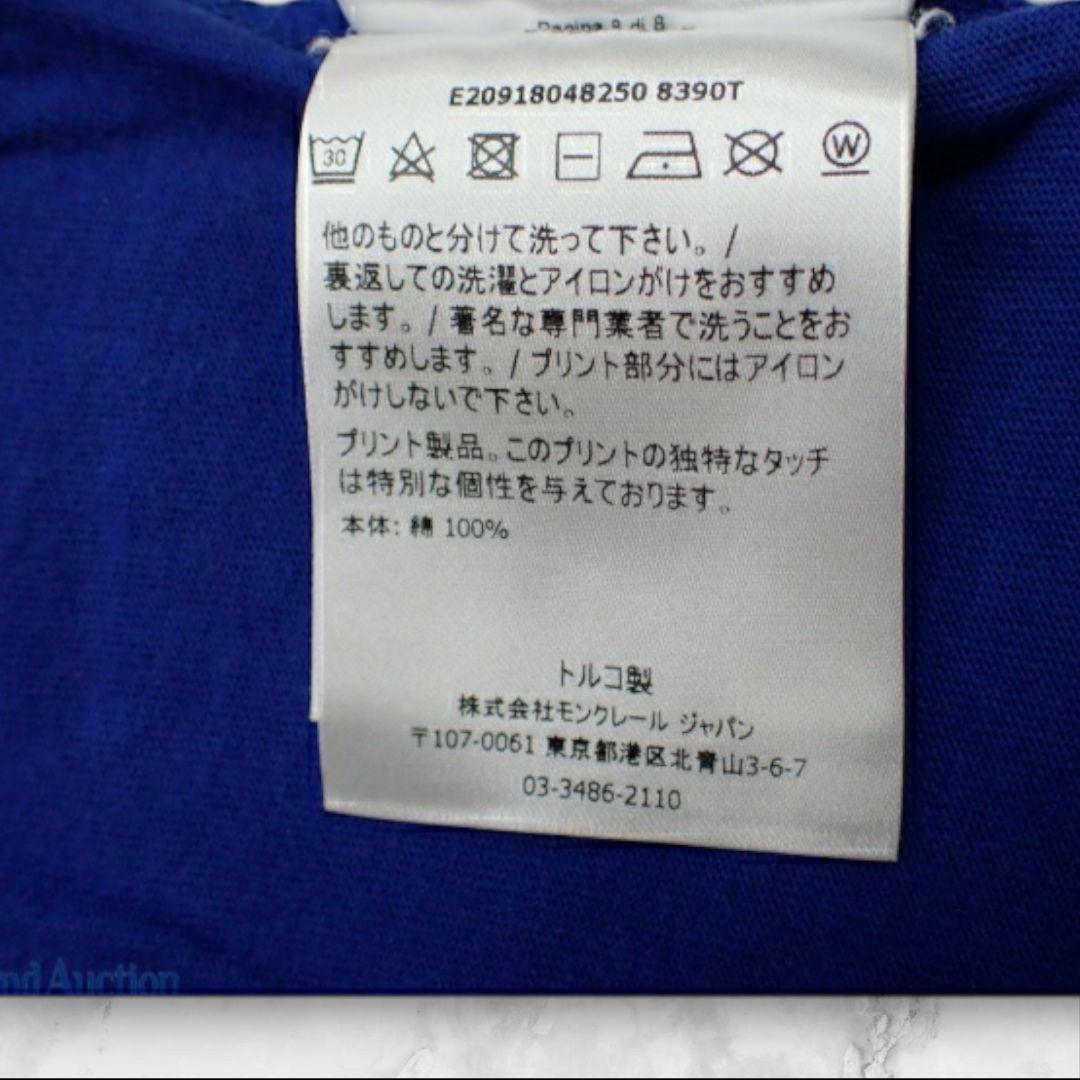 Pagina 8 di 8
E20918048250 8390T
30
W
他のものと分けて洗って下さい。/
裏返しての洗濯とアイロンがけをおすすめ
します。/ 著名な専門業者で洗うことをお
すすめします。/ プリント部分にはアイロン
がけしないで下さい。
プリント製品。このプリントの独特なタッチ
は特別な個性を与えております。
本体: 綿 100%
トルコ製
株式会社モンクレール ジャパン
〒107-0061 東京都港区北青山3-6-7
03-3486-2110
Auction